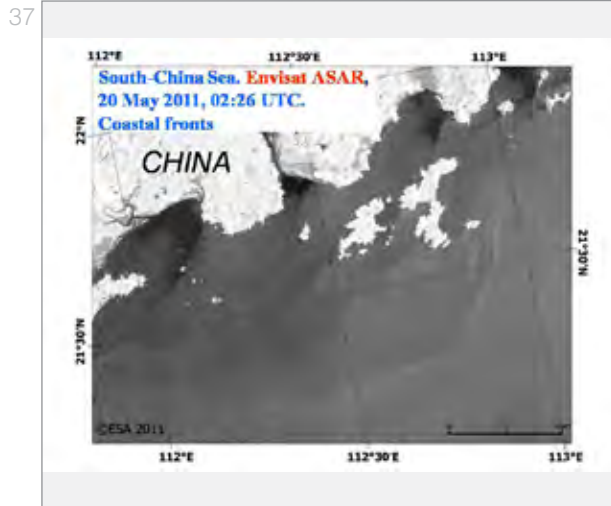 37
112°E 112°30'E 113°E
South-China Sea. Envisat ASAR,
20 May 2011, 02:26 UTC.
Coastal fronts
22°N
CHINA
21°30'N
21°30'N
©ESA 2011
112°E 112°30'E 113°E